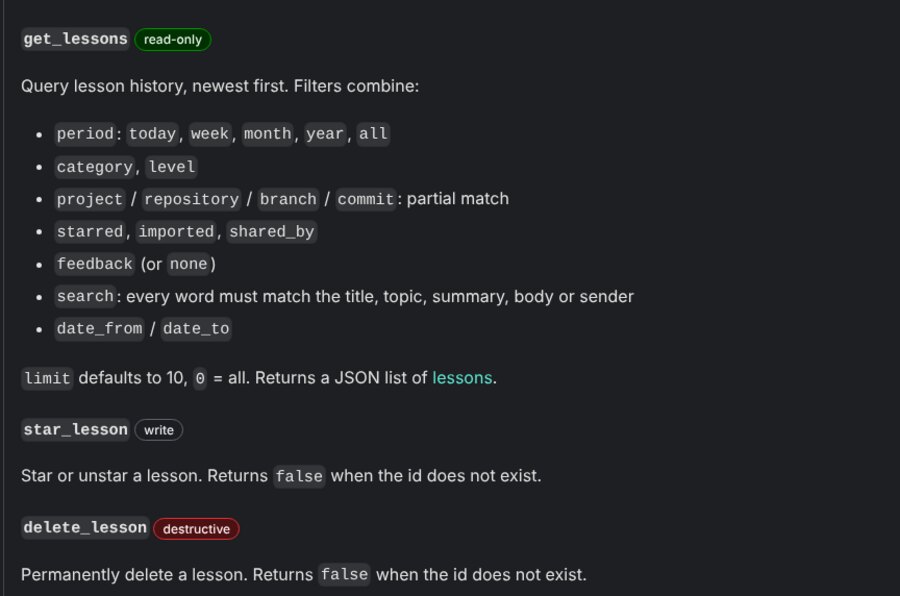 get_lessons read-only
Query lesson history, newest first. Filters combine:
• period: today, week, month, year, all
• category, level
• project / repository / branch / commit: partial match
• starred, imported, shared_by
• feedback (or none)
• search: every word must match the title, topic, summary, body or sender
• date_from / date_to
limit defaults to 10, 0 = all. Returns a JSON list of lessons.
star_lesson write
Star or unstar a lesson. Returns false when the id does not exist.
delete_lesson destructive
Permanently delete a lesson. Returns false when the id does not exist.